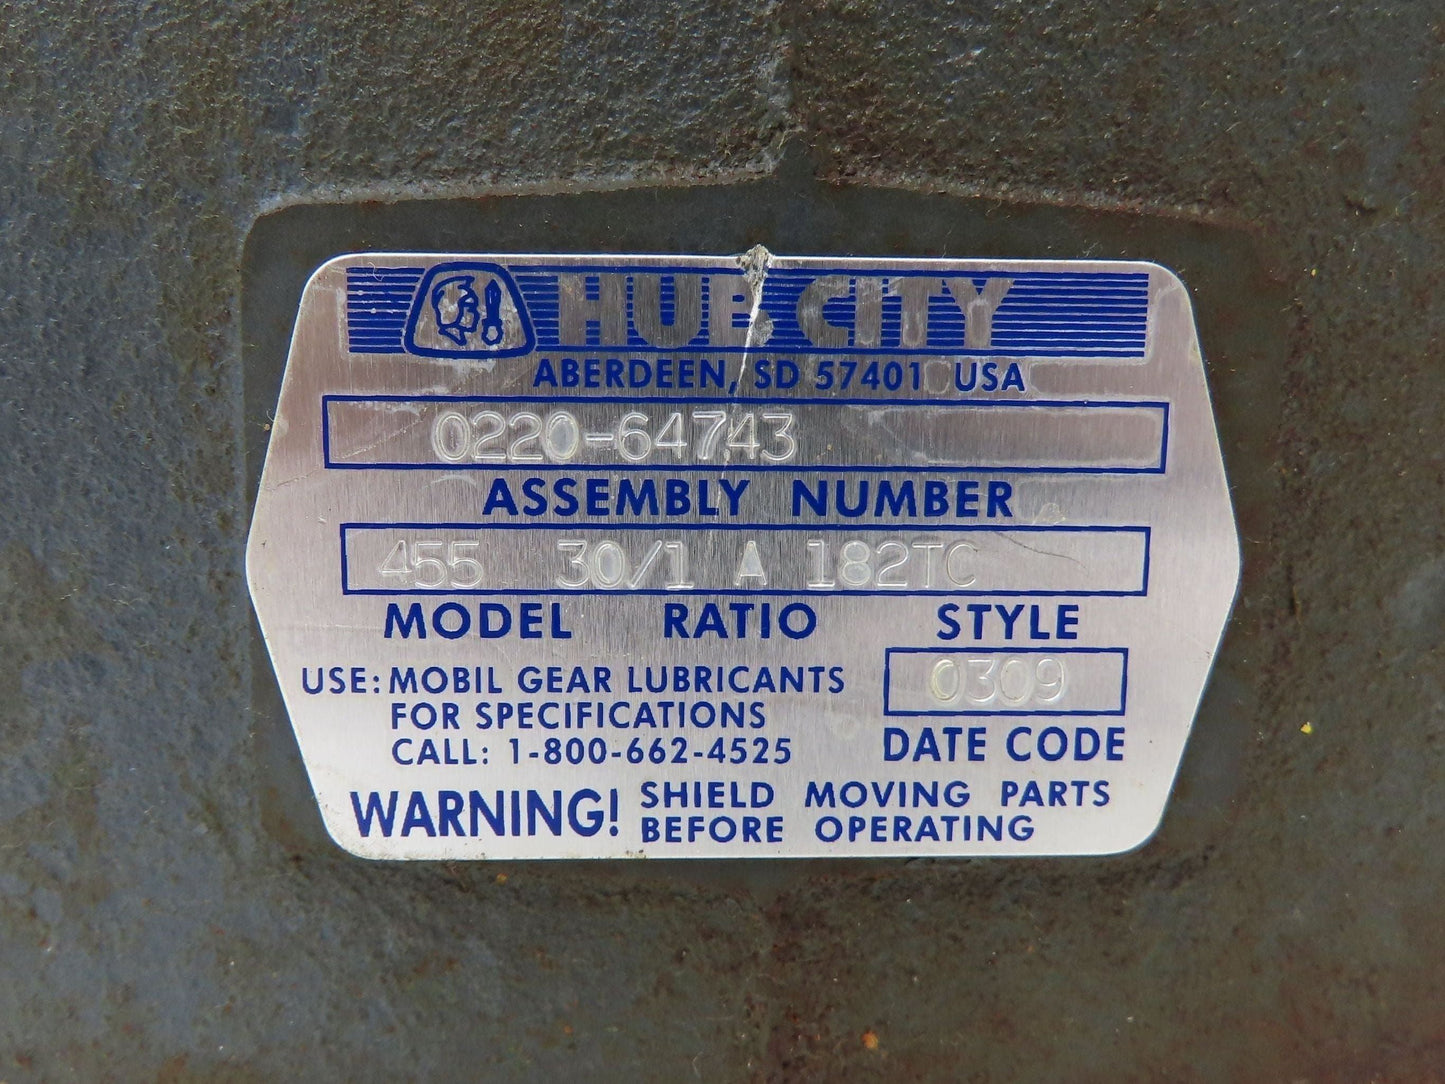 HUB CITY
ABERDEEN, SD 57401 USA
0220-64743
ASSEMBLY NUMBER
455 30/1 A 182TC
MODEL RATIO STYLE
USE: MOBIL GEAR LUBRICANTS
FOR SPECIFICATIONS
CALL: 1-800-662-4525
0309
DATE CODE
WARNING! SHIELD MOVING PARTS
BEFORE OPERATING